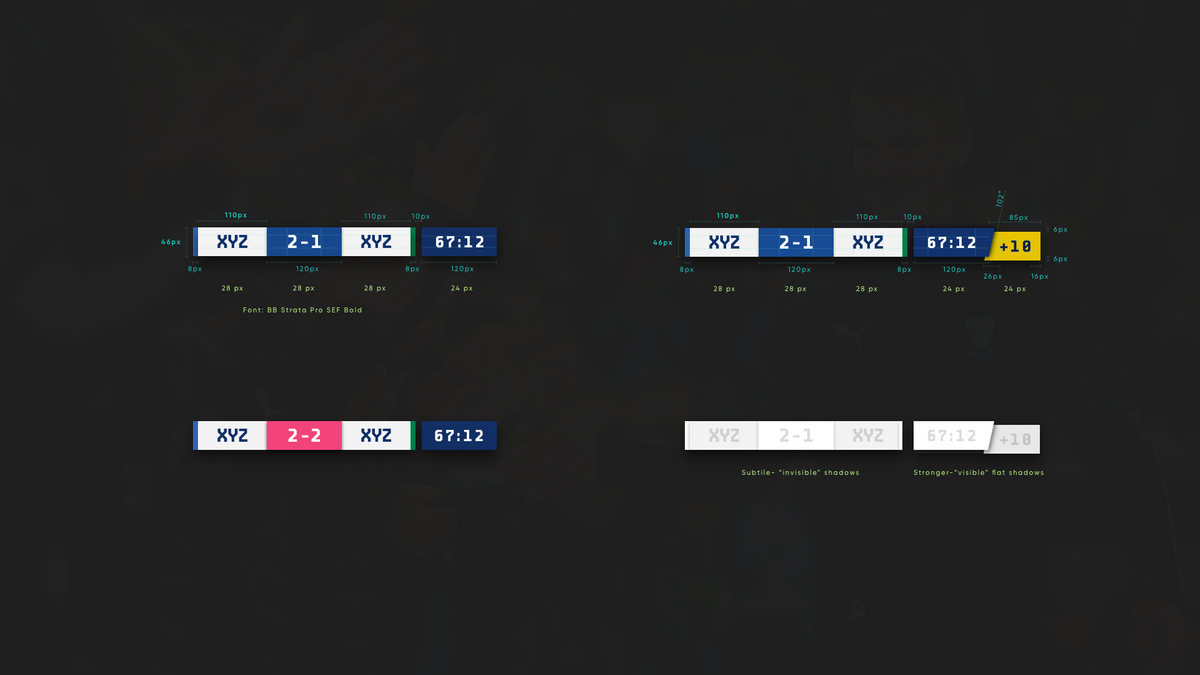 110px 110px 10px
46px XYZ 2-1 XYZ 67:12
8px 120px 8px 120px
28 px 28 px 28 px 24 px
Font: BB Strata Pro SEF Bold
102°
110px 110px 10px 85px
46px XYZ 2-1 XYZ 67:12 +10 6px
6px
8px 120px 8px 120px 26px 16px
28 px 28 px 28 px 24 px 24 px
XYZ 2-2 XYZ 67:12
XYZ 2-1 XYZ 67:12 +10
Subtile- "invisible" shadows
Stronger-"visible" flat shadows